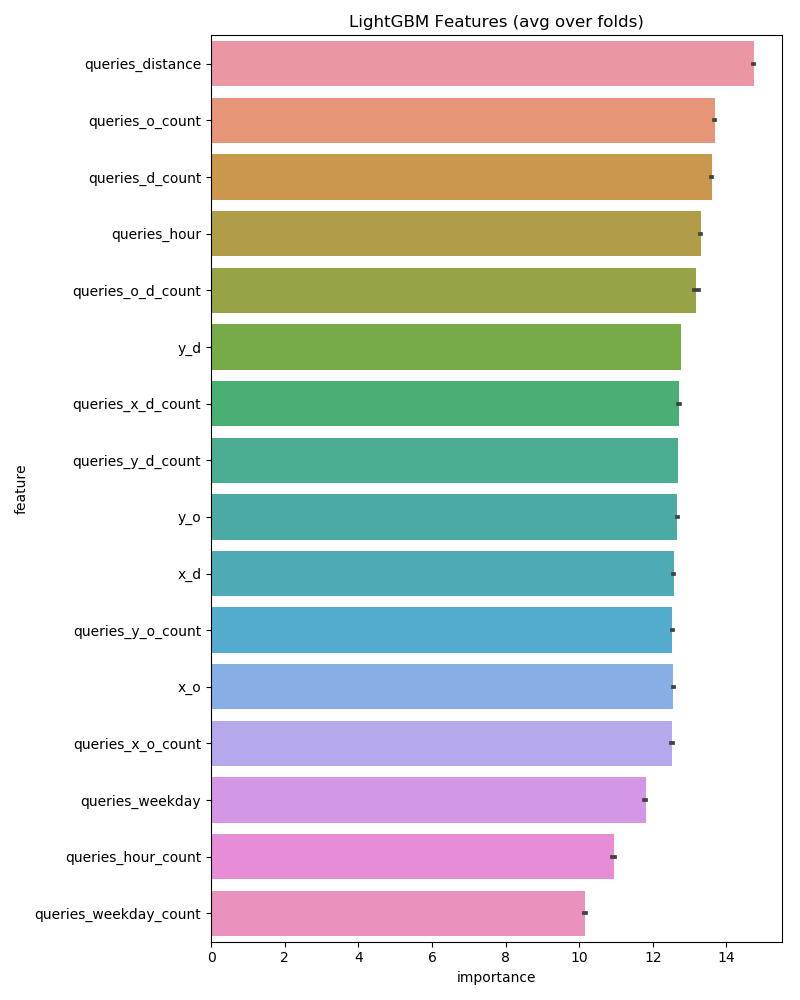 LightGBM Features (avg over folds)
queries_distance
queries_o_count
queries_d_count
queries_hour
queries_o_d_count
y_d
queries_x_d_count
queries_y_d_count
y_o
x_d
queries_y_o_count
x_o
queries_x_o_count
queries_weekday
queries_hour_count
queries_weekday_count
feature
0 2 4 6 8 10 12 14
importance